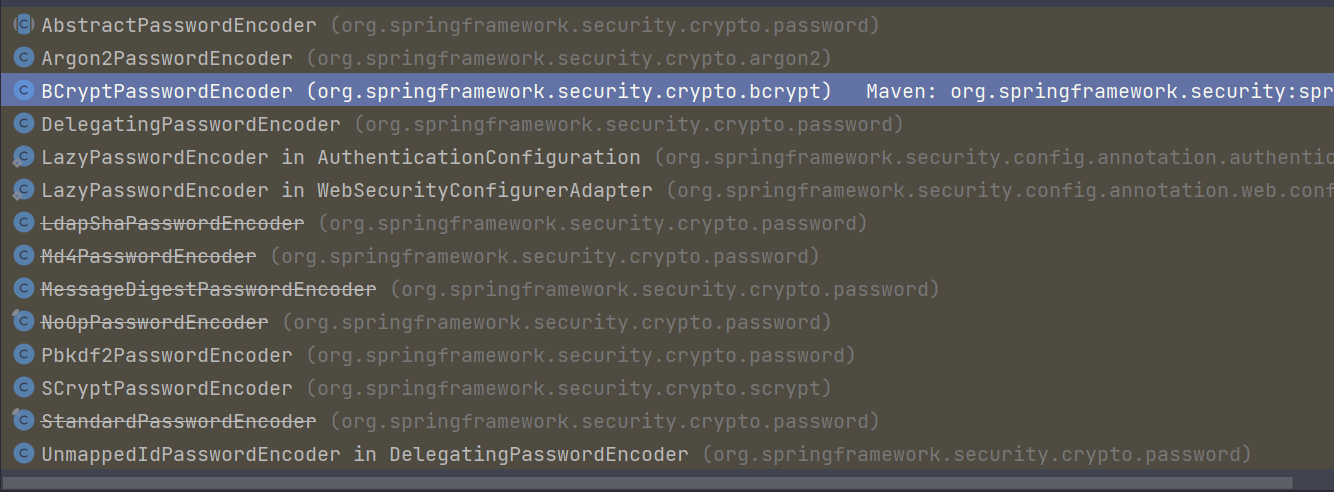 AbstractPasswordEncoder (org.springframework.security.crypto.password)
Argon2PasswordEncoder (org.springframework.security.crypto.argon2)
BCryptPasswordEncoder (org.springframework.security.crypto.bcrypt) Maven: org.springframework.security:spr
DelegatingPasswordEncoder (org.springframework.security.crypto.password)
LazyPasswordEncoder in AuthenticationConfiguration (org.springframework.security.config.annotation.authentic
LazyPasswordEncoder in WebSecurityConfigurerAdapter (org.springframework.security.config.annotation.web.conf
LdapShaPasswordEncoder (org.springframework.security.crypto.password)
Md4PasswordEncoder (org.springframework.security.crypto.password)
MessageDigestPasswordEncoder (org.springframework.security.crypto.password)
NoOpPasswordEncoder (org.springframework.security.crypto.password)
Pbkdf2PasswordEncoder (org.springframework.security.crypto.password)
SCryptPasswordEncoder (org.springframework.security.crypto.scrypt)
StandardPasswordEncoder (org.springframework.security.crypto.password)
UnmappedIdPasswordEncoder in DelegatingPasswordEncoder (org.springframework.security.crypto.password)